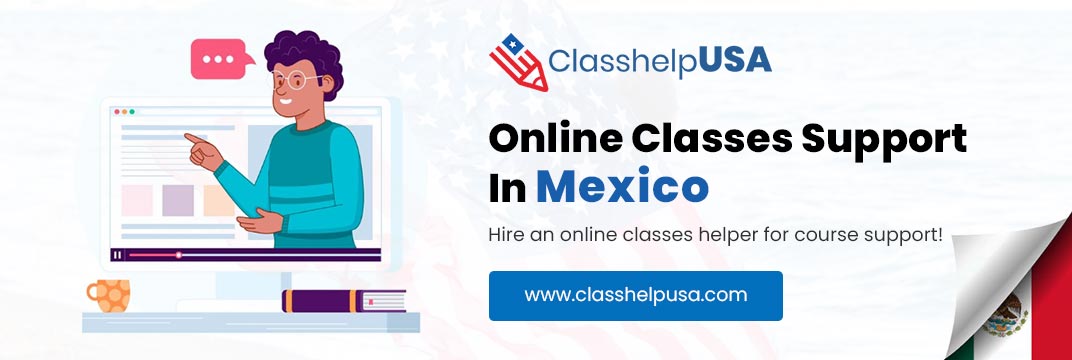 ClasshelpUSA
Online Classes Support
In Mexico
Hire an online classes helper for course support!
www.classhelpusa.com